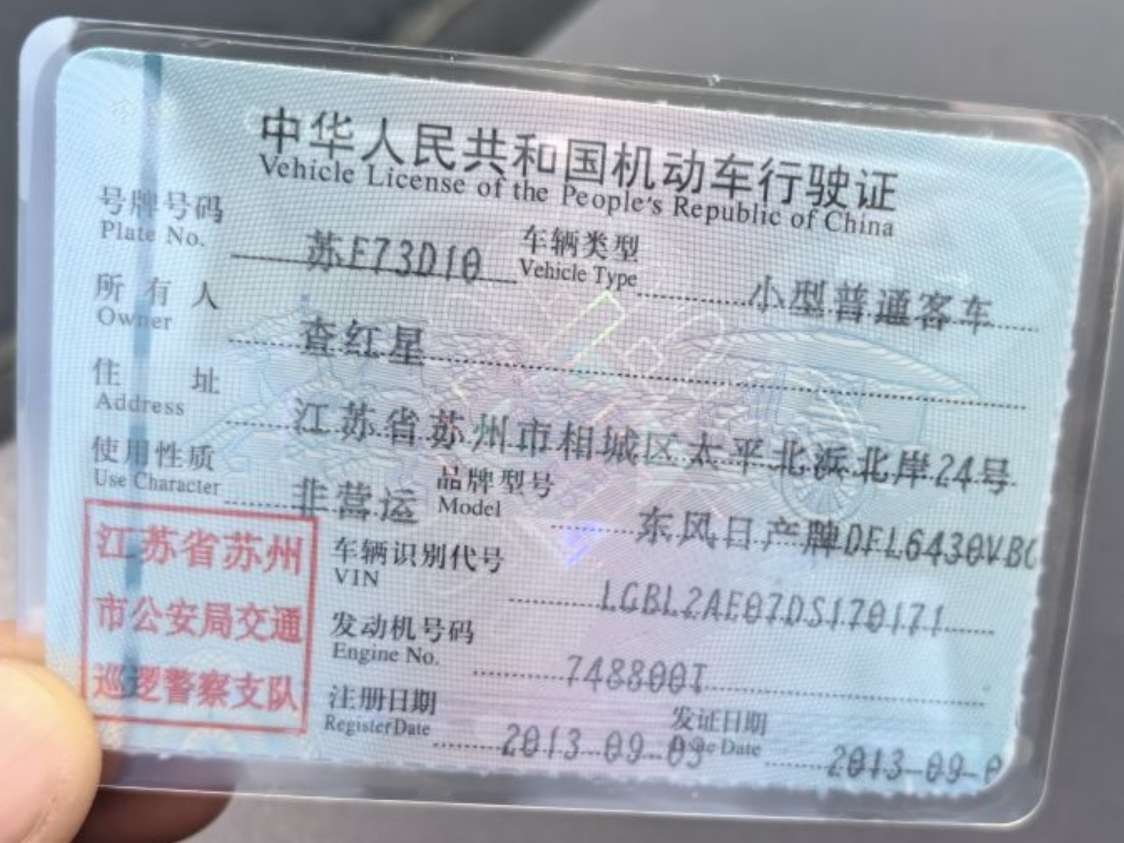 中华人民共和国机动车行驶证
Vehicle License of the People's Republic of China
号牌号码 苏E73D10 车辆类型 小型普通客车
Plate No. Vehicle Type
所有人 查红星
Owner
住址 江苏省苏州市相城区太平北浜北岸24号
Address
使用性质 非营运 品牌型号 东风日产牌DFL6430VBC
Use Character Model
江苏省苏州
市公安局交通
巡逻警察支队
车辆识别代号 LGBL2AE07DS170171
VIN
发动机号码 748800T
Engine No.
注册日期 2013-09-09 发证日期 2013-09-0
Register Date Date